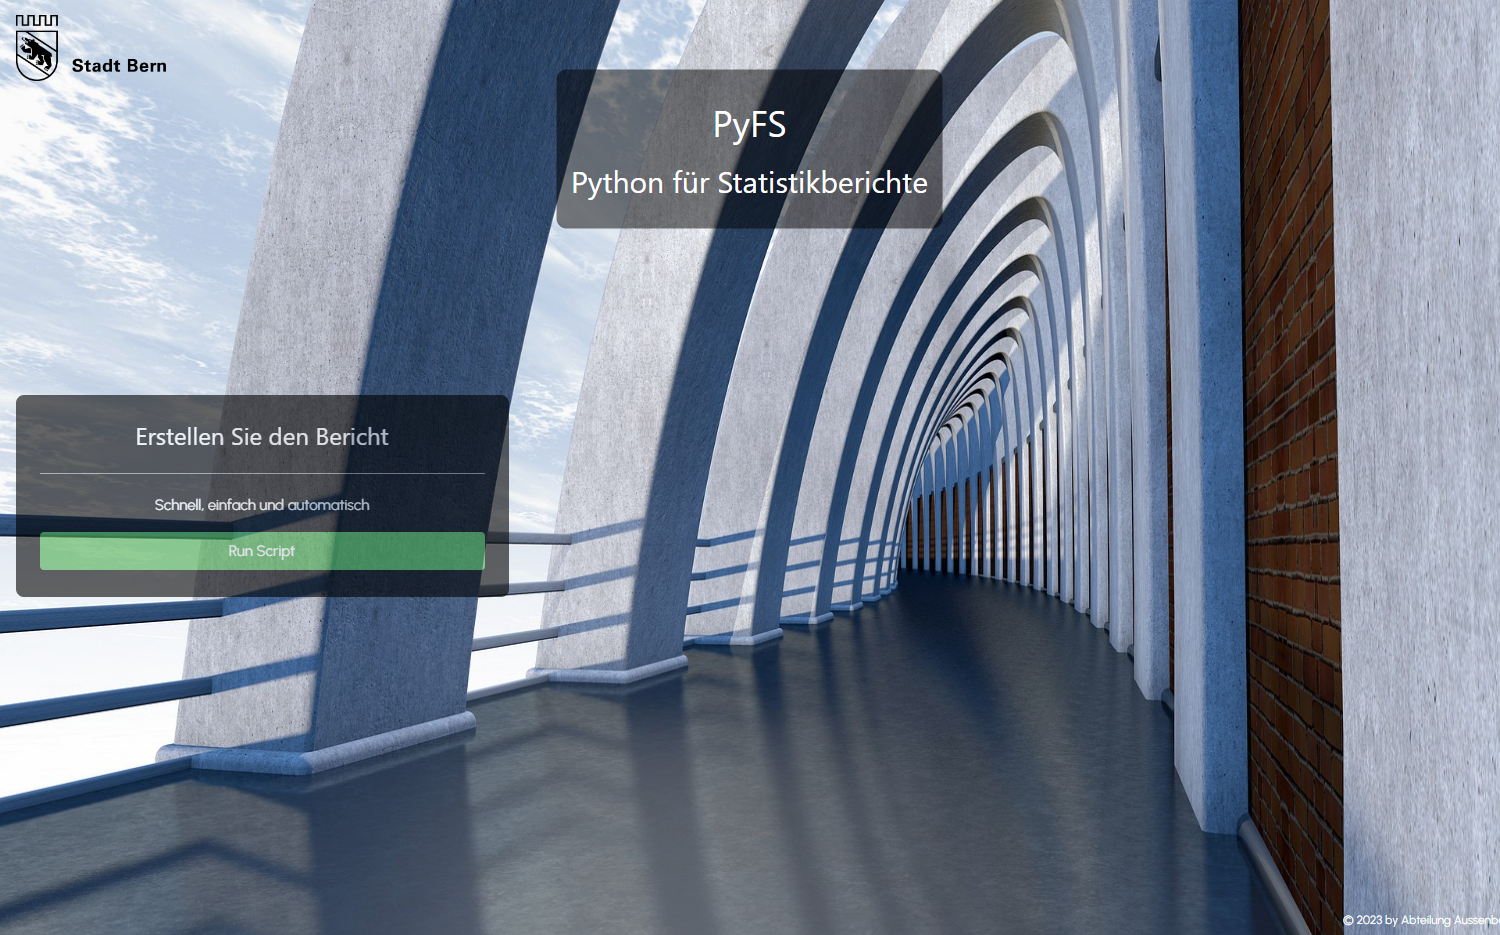 Stadt Bern
PyFS
Python für Statistikberichte
Erstellen Sie den Bericht
Schnell, einfach und automatisch
Run Script
© 2023 by Abteilung